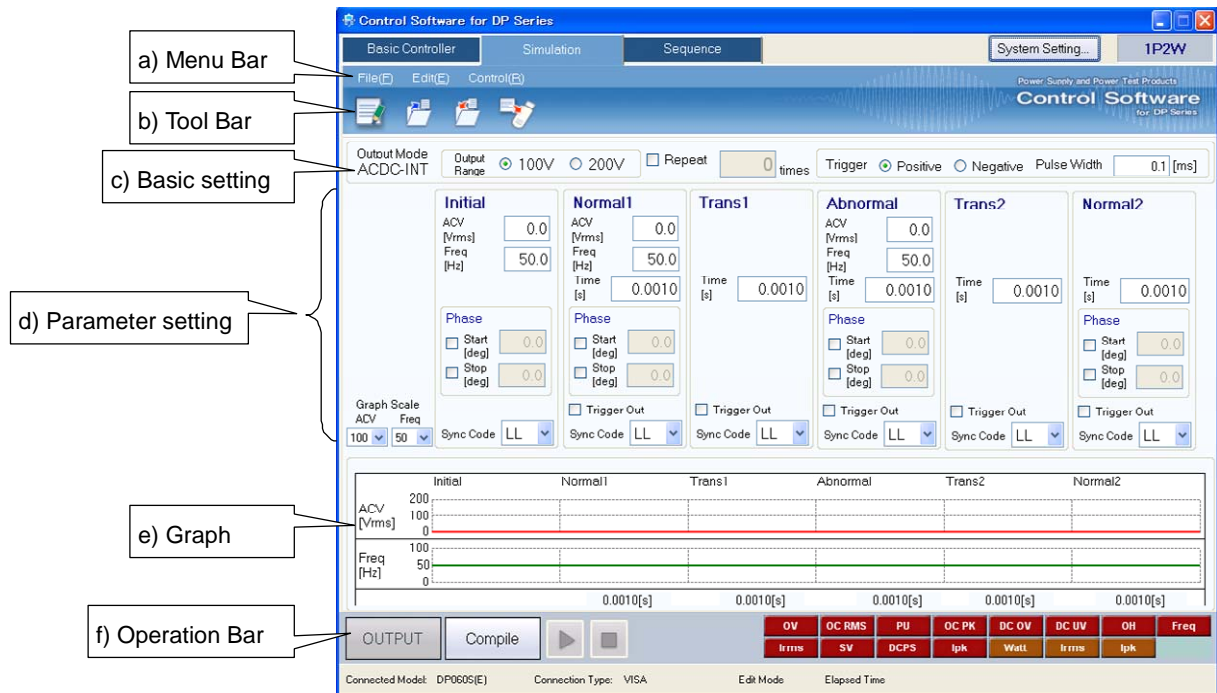 Control Software for DP Series
Basic Controller Simulation Sequence System Setting... 1P2W
a) Menu Bar
File(F) Edit(E) Control(R)
Power Supply and Power Test Products
Control Software
for DP Series
b) Tool Bar
c) Basic setting
Output Mode
ACDC-INT
Output Range 100V 200V Repeat 0 times Trigger Positive Negative Pulse Width 0.1 [ms]
d) Parameter setting
Initial
ACV [Vrms] 0.0
Freq [Hz] 50.0
Phase
Start [deg] 0.0
Stop [deg] 0.0
Sync Code LL
Normal1
ACV [Vrms] 0.0
Freq [Hz] 50.0
Time [s] 0.0010
Phase
Start [deg] 0.0
Stop [deg] 0.0
Trigger Out
Sync Code LL
Trans1
Time [s] 0.0010
Trigger Out
Sync Code LL
Abnormal
ACV [Vrms] 0.0
Freq [Hz] 50.0
Time [s] 0.0010
Phase
Start [deg] 0.0
Stop [deg] 0.0
Trigger Out
Sync Code LL
Trans2
Time [s] 0.0010
Trigger Out
Sync Code LL
Normal2
Time [s] 0.0010
Phase
Start [deg] 0.0
Stop [deg] 0.0
Trigger Out
Sync Code LL
Graph Scale
ACV Freq
100 50
e) Graph
Initial Normal1 Trans1 Abnormal Trans2 Normal2
ACV [Vrms]
200
100
0
Freq [Hz]
100
50
0
0.0010[s] 0.0010[s] 0.0010[s] 0.0010[s] 0.0010[s]
f) Operation Bar
OUTPUT Compile
OV OC RMS PU OC PK DC OV DC UV OH Freq
Irms SV DCPS Ipk Watt Irms Ipk
Connected Model: DP060S(E) Connection Type: VISA Edit Mode Elapsed Time